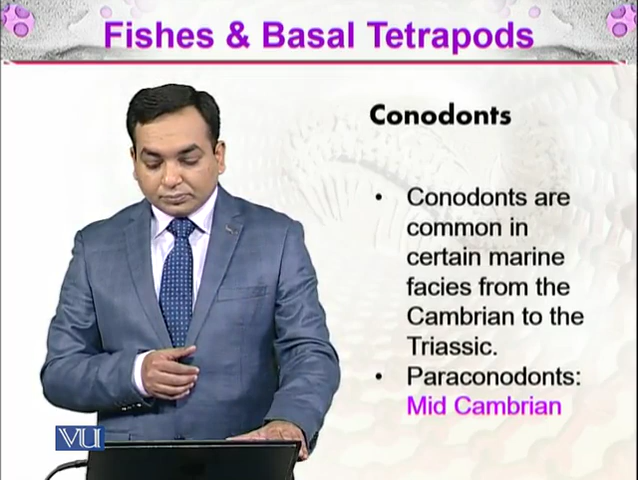 Fishes & Basal Tetrapods
Conodonts
• Conodonts are
common in
certain marine
facies from the
Cambrian to the
Triassic.
• Paraconodonts:
Mid Cambrian
VU